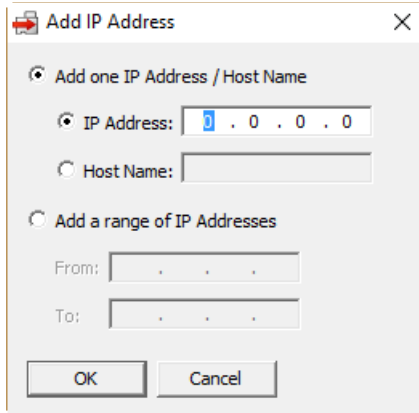 Add IP Address
Add one IP Address / Host Name
IP Address: 0 . 0 . 0 . 0
Host Name:
Add a range of IP Addresses
From: . . .
To: . . .
OK Cancel